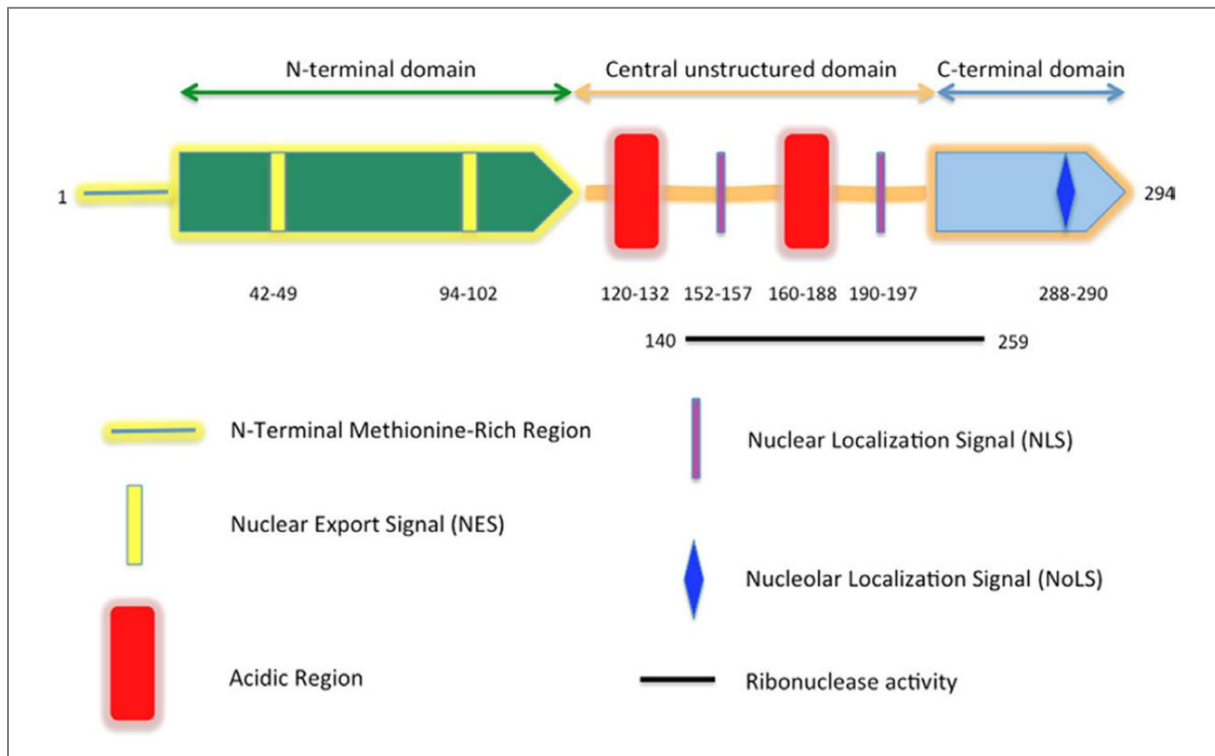 N-terminal domain
Central unstructured domain
C-terminal domain
1
294
42-49
94-102
120-132
152-157
160-188
190-197
288-290
140
259
N-Terminal Methionine-Rich Region
Nuclear Export Signal (NES)
Acidic Region
Nuclear Localization Signal (NLS)
Nucleolar Localization Signal (NoLS)
Ribonuclease activity